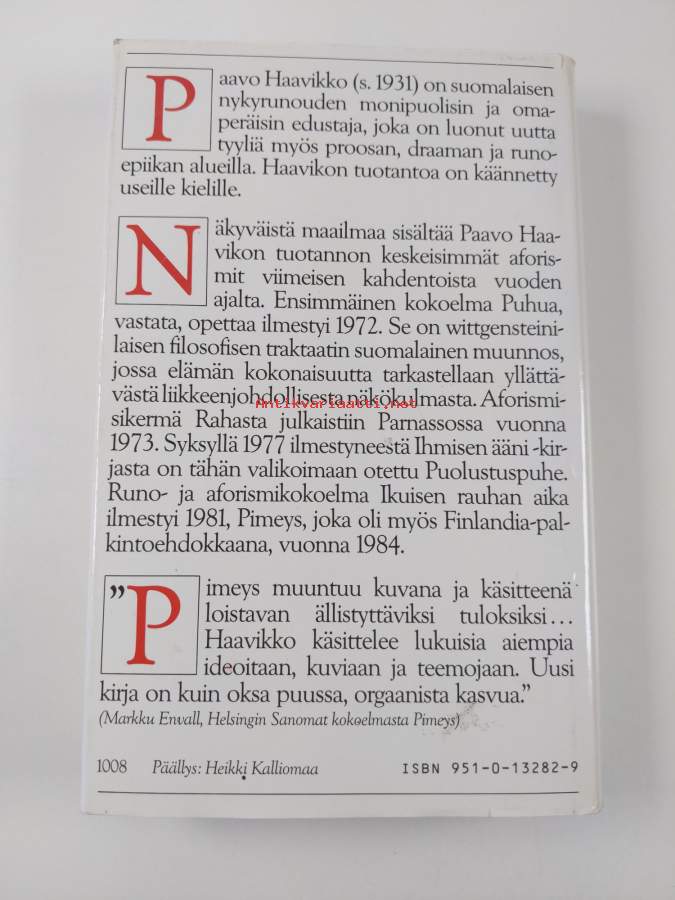 Paavo Haavikko (s. 1931) on suomalaisen
nykyrunouden monipuolisin ja oma-
peräisin edustaja, joka on luonut uutta
tyyliä myös proosan, draaman ja runo-
epiikan alueilla. Haavikon tuotantoa on käännetty
useille kielille.
Näkyväistä maailmaa sisältää Paavo Haa-
vikon tuotannon keskeisimmät aforis-
mit viimeisen kahdentoista vuoden
ajalta. Ensimmäinen kokoelma Puhua,
vastata, opettaa ilmestyi 1972. Se on wittgensteini-
laisen filosofisen traktaatin suomalainen muunnos,
jossa elämän kokonaisuutta tarkastellaan yllättä-
västä liikkeenjohdollisesta näkökulmasta. Aforismi-
Antikvariaatti.net
sikermä Rahasta julkaistiin Parnassossa vuonna
1973. Syksyllä 1977 ilmestyneestä Ihmisen ääni -kir-
jasta on tähän valikoimaan otettu Puolustuspuhe.
Runo- ja aforismikokoelma Ikuisen rauhan aika
ilmestyi 1981, Pimeys, joka oli myös Finlandia-pal-
kintoehdokkaana, vuonna 1984.
”Pimeys muuntuu kuvana ja käsitteenä
loistavan ällistyttäviksi tuloksiksi...
Haavikko käsittelee lukuisia aiempia
ideoitaan, kuviaan ja teemojaan. Uusi
kirja on kuin oksa puussa, orgaanista kasvua.”
(Markku Envall, Helsingin Sanomat kokoelmasta Pimeys)
1008 Päällys: Heikki Kalliomaa ISBN 951-0-13282-9